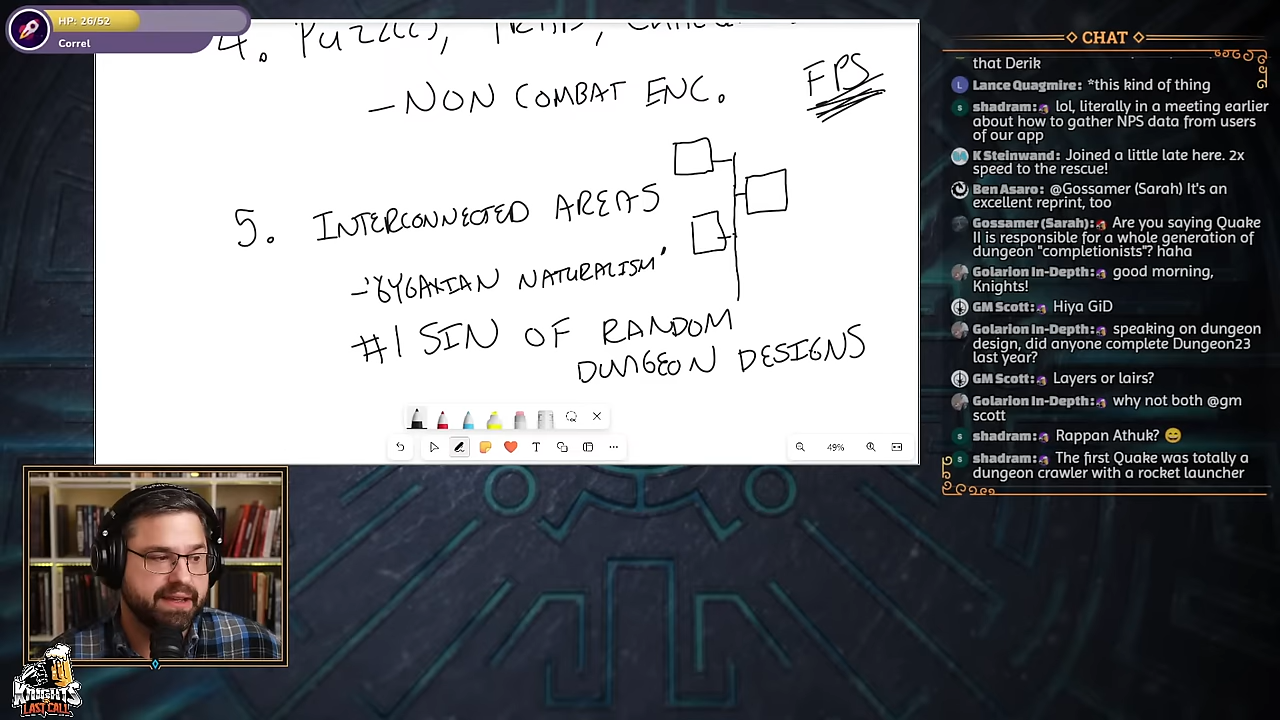 HP: 26/52
Correl
4. PUZZLES, TRAPS,
- NON COMBAT ENC.
FPS
5. INTERCONNECTED AREAS
- 'GYGAXIAN NATURALISM'
#1 SIN OF RANDOM
DUNGEON DESIGNS
49%
CHAT
that Derik
Lance Quagmire: *this kind of thing
shadram: lol, literally in a meeting earlier
about how to gather NPS data from users
of our app
K Steinwand: Joined a little late here. 2x
speed to the rescue!
Ben Asaro: @Gossamer (Sarah) It's an
excellent reprint, too
Gossamer (Sarah): Are you saying Quake
II is responsible for a whole generation of
dungeon "completionists"? haha
Golarion In-Depth: good morning,
Knights!
GM Scott: Hiya GiD
Golarion In-Depth: speaking on dungeon
design, did anyone complete Dungeon23
last year?
GM Scott: Layers or lairs?
Golarion In-Depth: why not both @gm
scott
shadram: Rappan Athuk? 😄
shadram: The first Quake was totally a
dungeon crawler with a rocket launcher
KNIGHTS
OF
LAST CALL